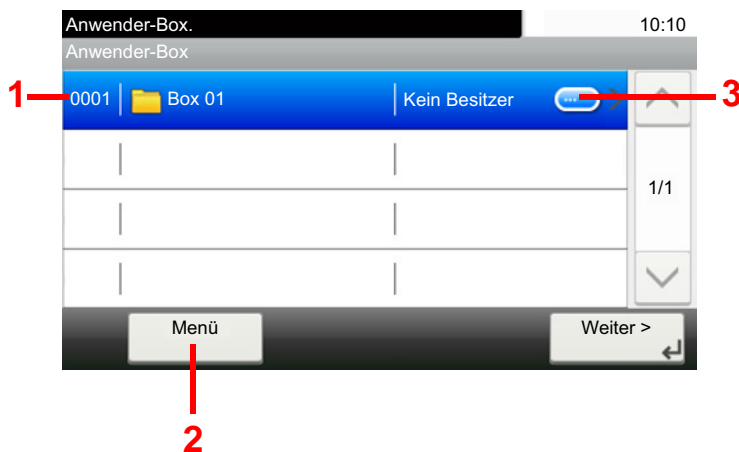 Anwender-Box. 10:10
Anwender-Box
1 0001 Box 01 Kein Besitzer 3
1/1
Menü Weiter >
2